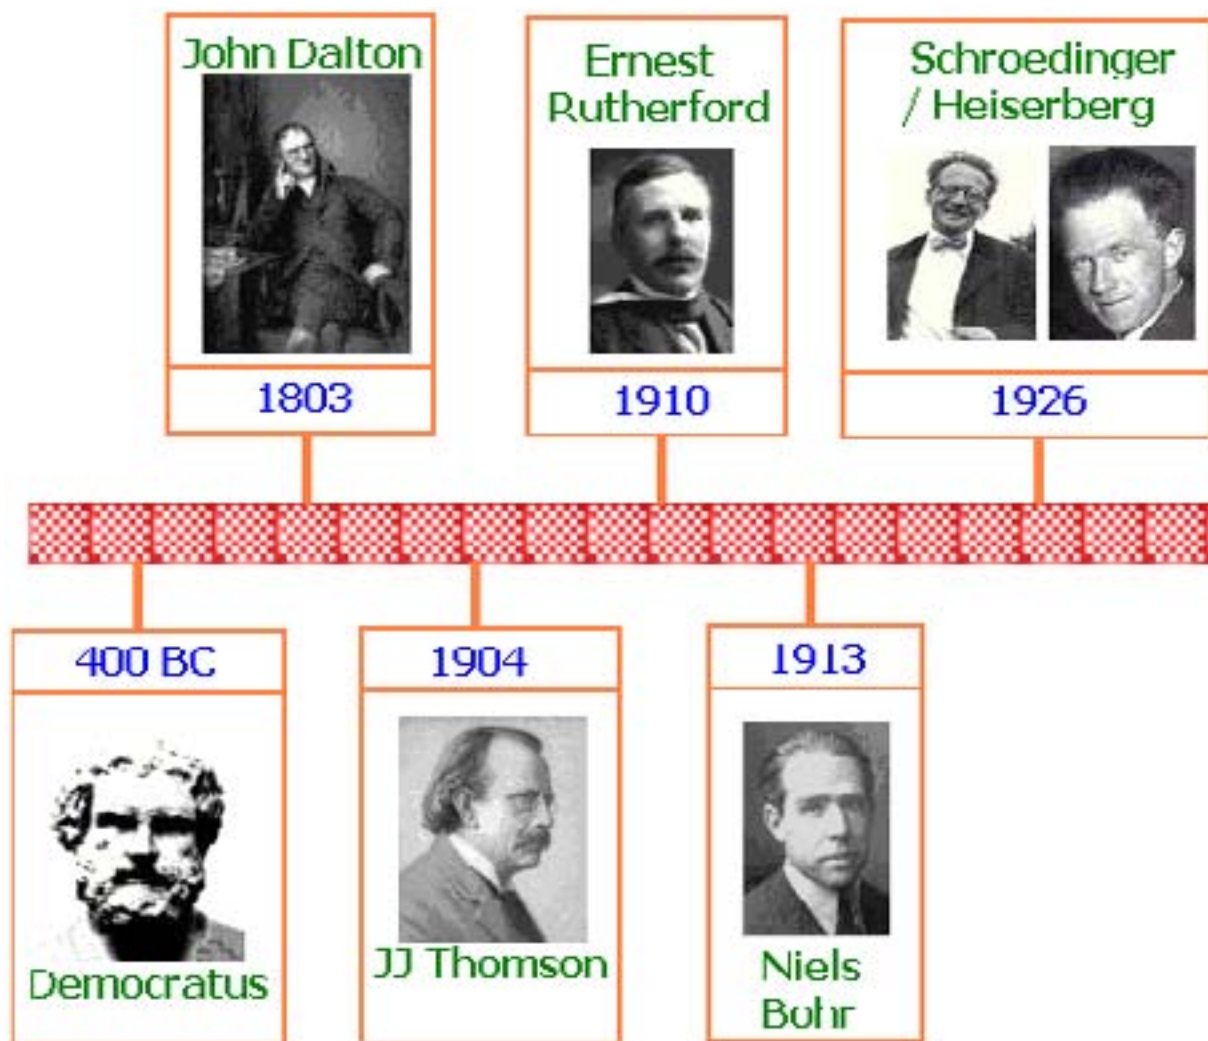 John Dalton
1803
Ernest
Rutherford
1910
Schroedinger
/ Heiserberg
1926
400 BC
Democratus
1904
JJ Thomson
1913
Niels
Bohr